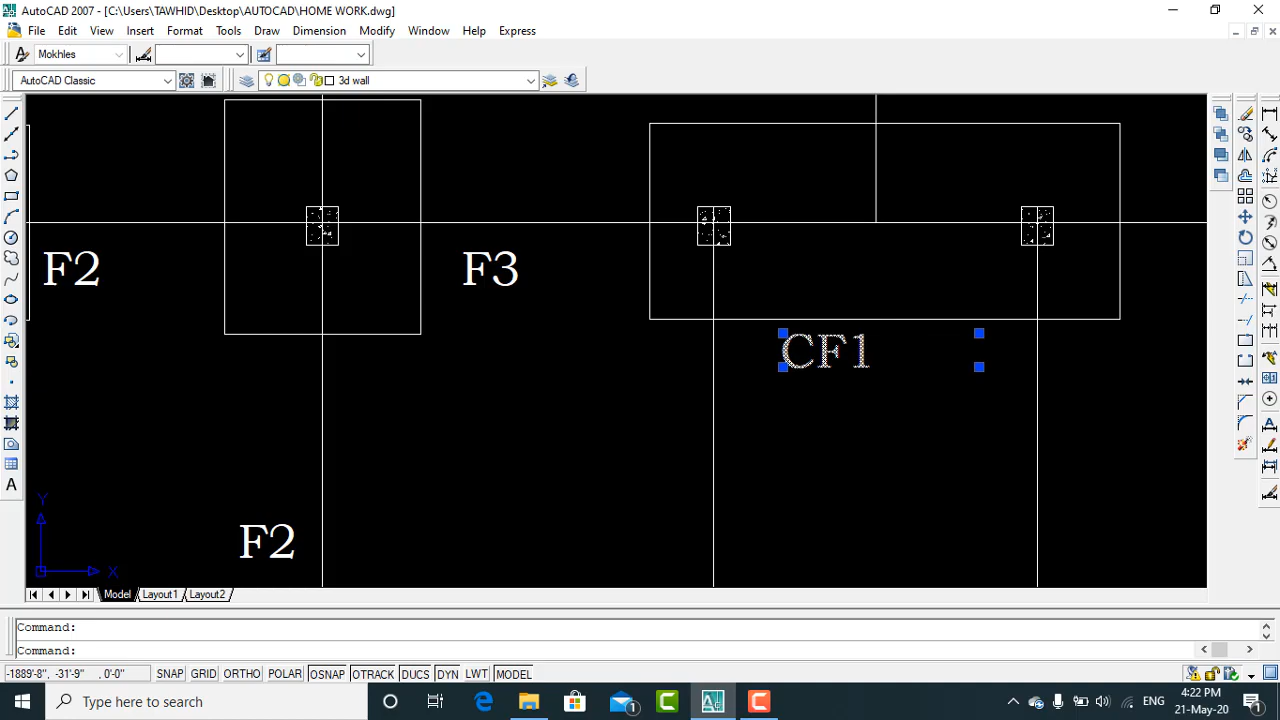 AutoCAD 2007 - [C:\Users\TAWHID\Desktop\AUTOCAD\HOME WORK.dwg]
File Edit View Insert Format Tools Draw Dimension Modify Window Help Express
Mokhles
AutoCAD Classic 3d wall
F2 F3
CF1
F2
Y
X
A
Model Layout1 Layout2
Command:
Command:
-1889'-8", -31'-9" , 0'-0" SNAP GRID ORTHO POLAR OSNAP OTRACK DUCS DYN LWT MODEL
Type here to search
1
ENG
4:22 PM
21-May-20
1